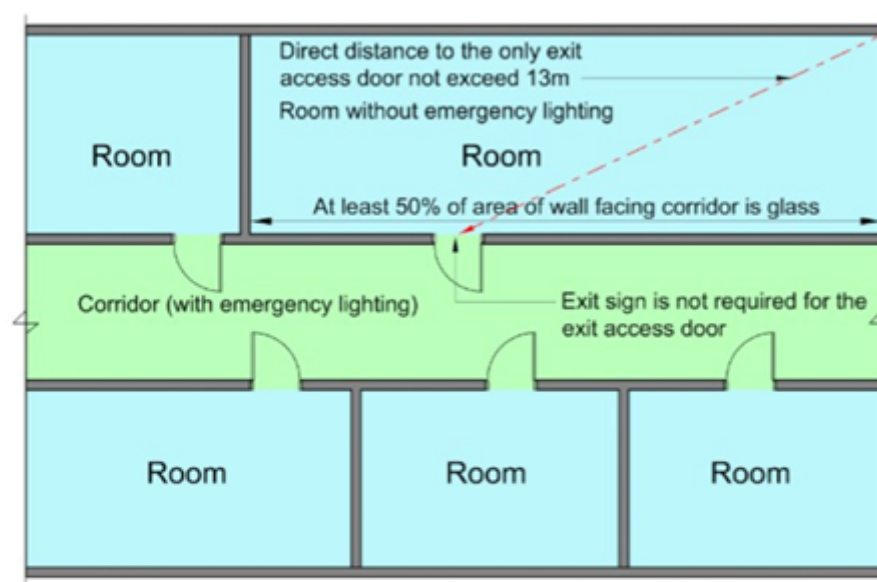 Direct distance to the only exit
access door not exceed 13m
Room without emergency lighting
Room
Room
At least 50% of area of wall facing corridor is glass
Corridor (with emergency lighting)
Exit sign is not required for the
exit access door
Room
Room
Room